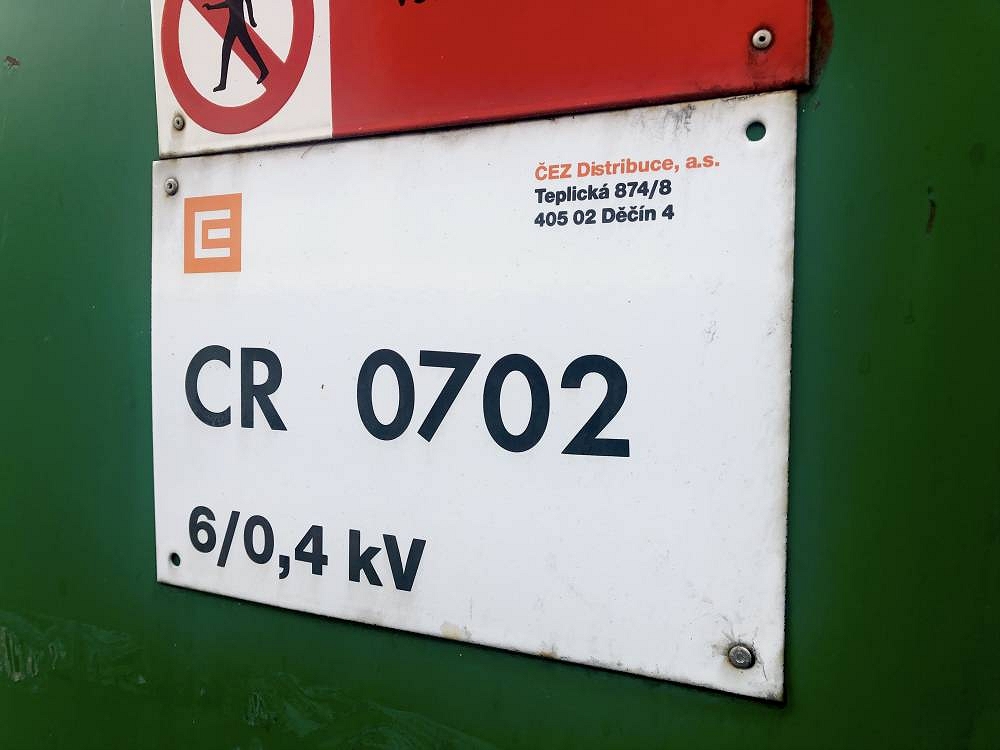 ČEZ Distribuce, a.s.
Teplická 874/8
405 02 Děčín 4
CR 0702
6/0,4 kV